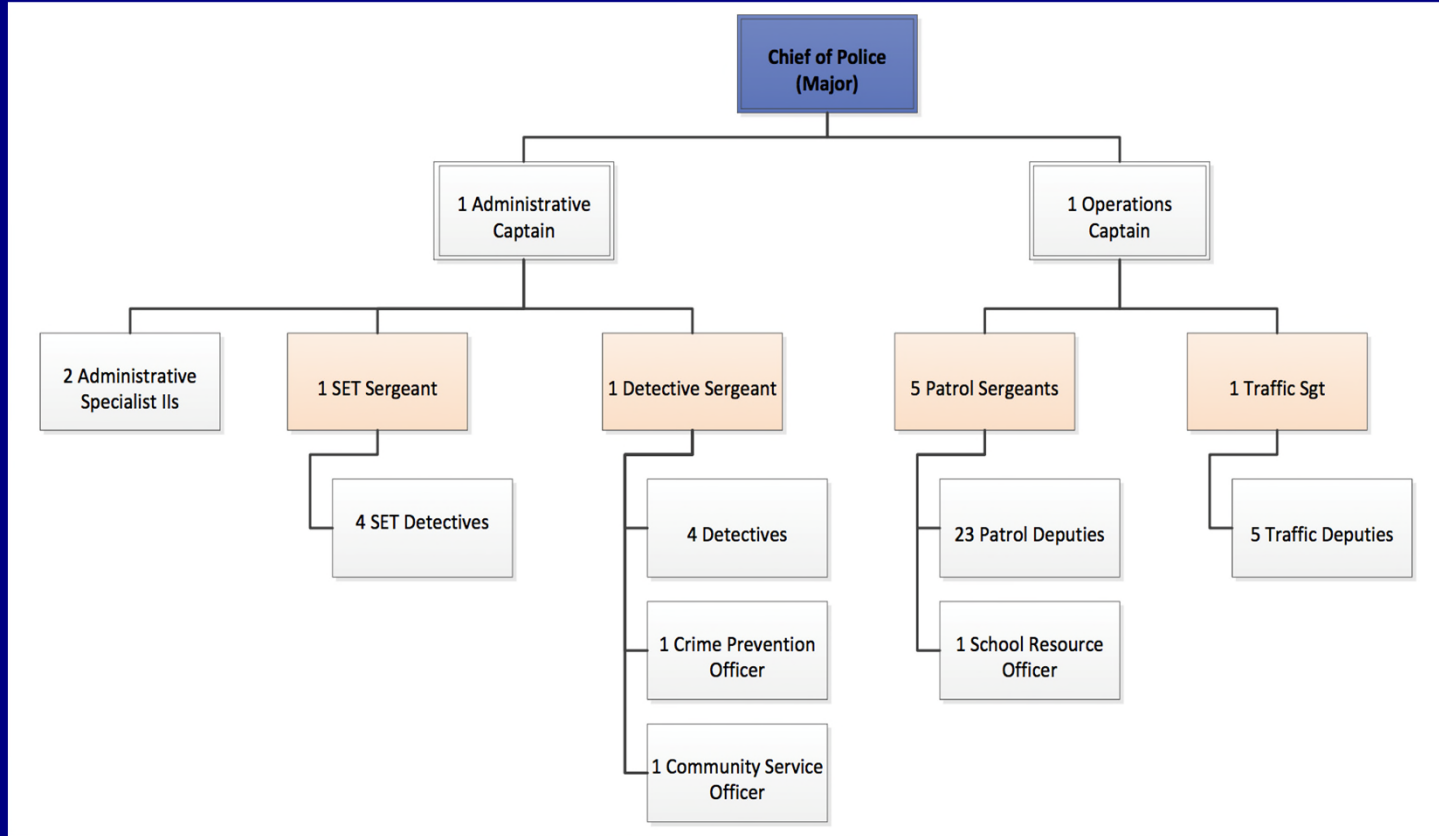 Chief of Police
(Major)
1 Administrative
Captain
1 Operations
Captain
2 Administrative
Specialist IIs
1 SET Sergeant
1 Detective Sergeant
5 Patrol Sergeants
1 Traffic Sgt
4 SET Detectives
4 Detectives
23 Patrol Deputies
5 Traffic Deputies
1 Crime Prevention
Officer
1 School Resource
Officer
1 Community Service
Officer